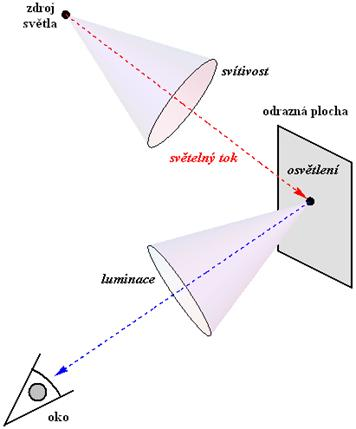 zdroj
světla
svítivost
odrazná plocha
světelný tok
osvětlení
luminace
oko